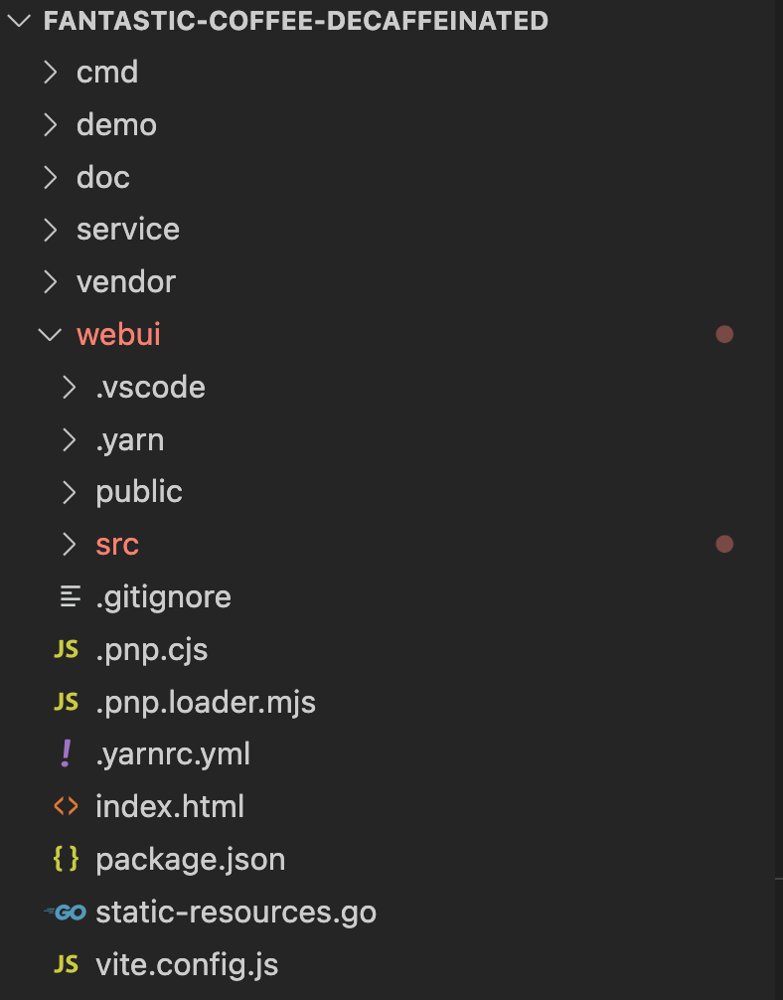 FANTASTIC-COFFEE-DECAFFEINATED
cmd
demo
doc
service
vendor
webui
.vscode
.yarn
public
src
.gitignore
JS .pnp.cjs
JS .pnp.loader.mjs
! .yarnrc.yml
<> index.html
{} package.json
GO static-resources.go
JS vite.config.js